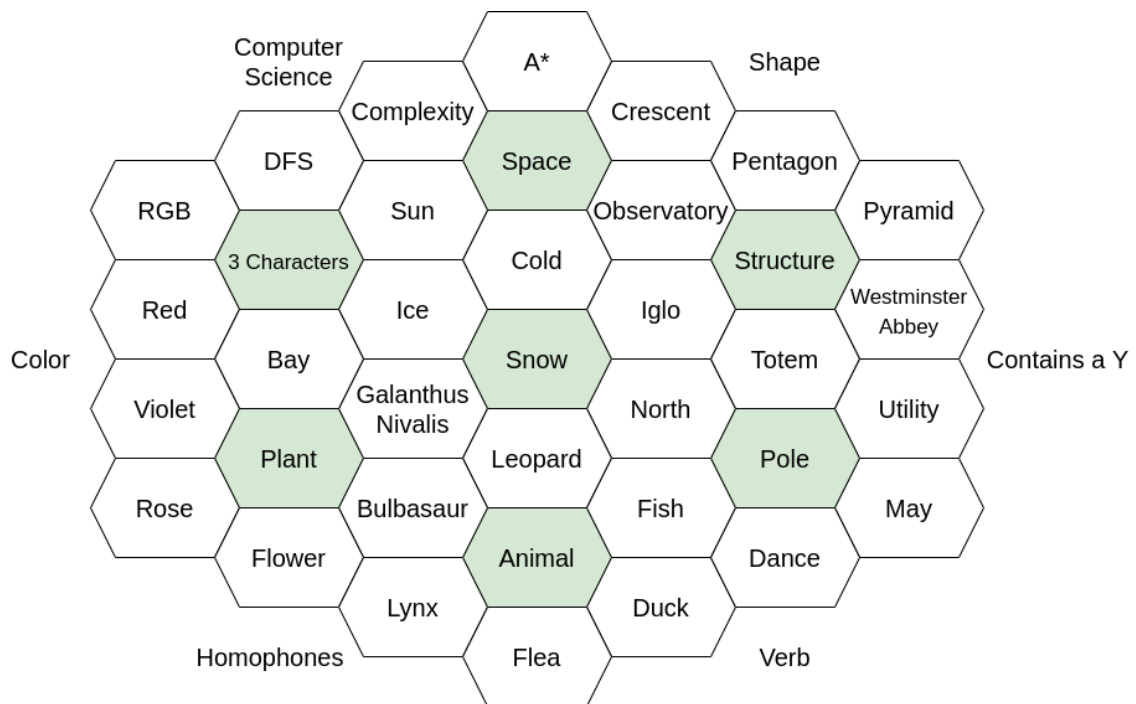 A*
Computer
Science
Shape
Complexity
Crescent
DFS
Space
Pentagon
RGB
Sun
Observatory
Pyramid
3 Characters
Cold
Structure
Red
Ice
Iglo
Westminster
Abbey
Color
Bay
Snow
Totem
Contains a Y
Violet
Galanthus
Nivalis
North
Utility
Plant
Leopard
Pole
Rose
Bulbasaur
Fish
May
Flower
Animal
Dance
Lynx
Duck
Homophones
Flea
Verb